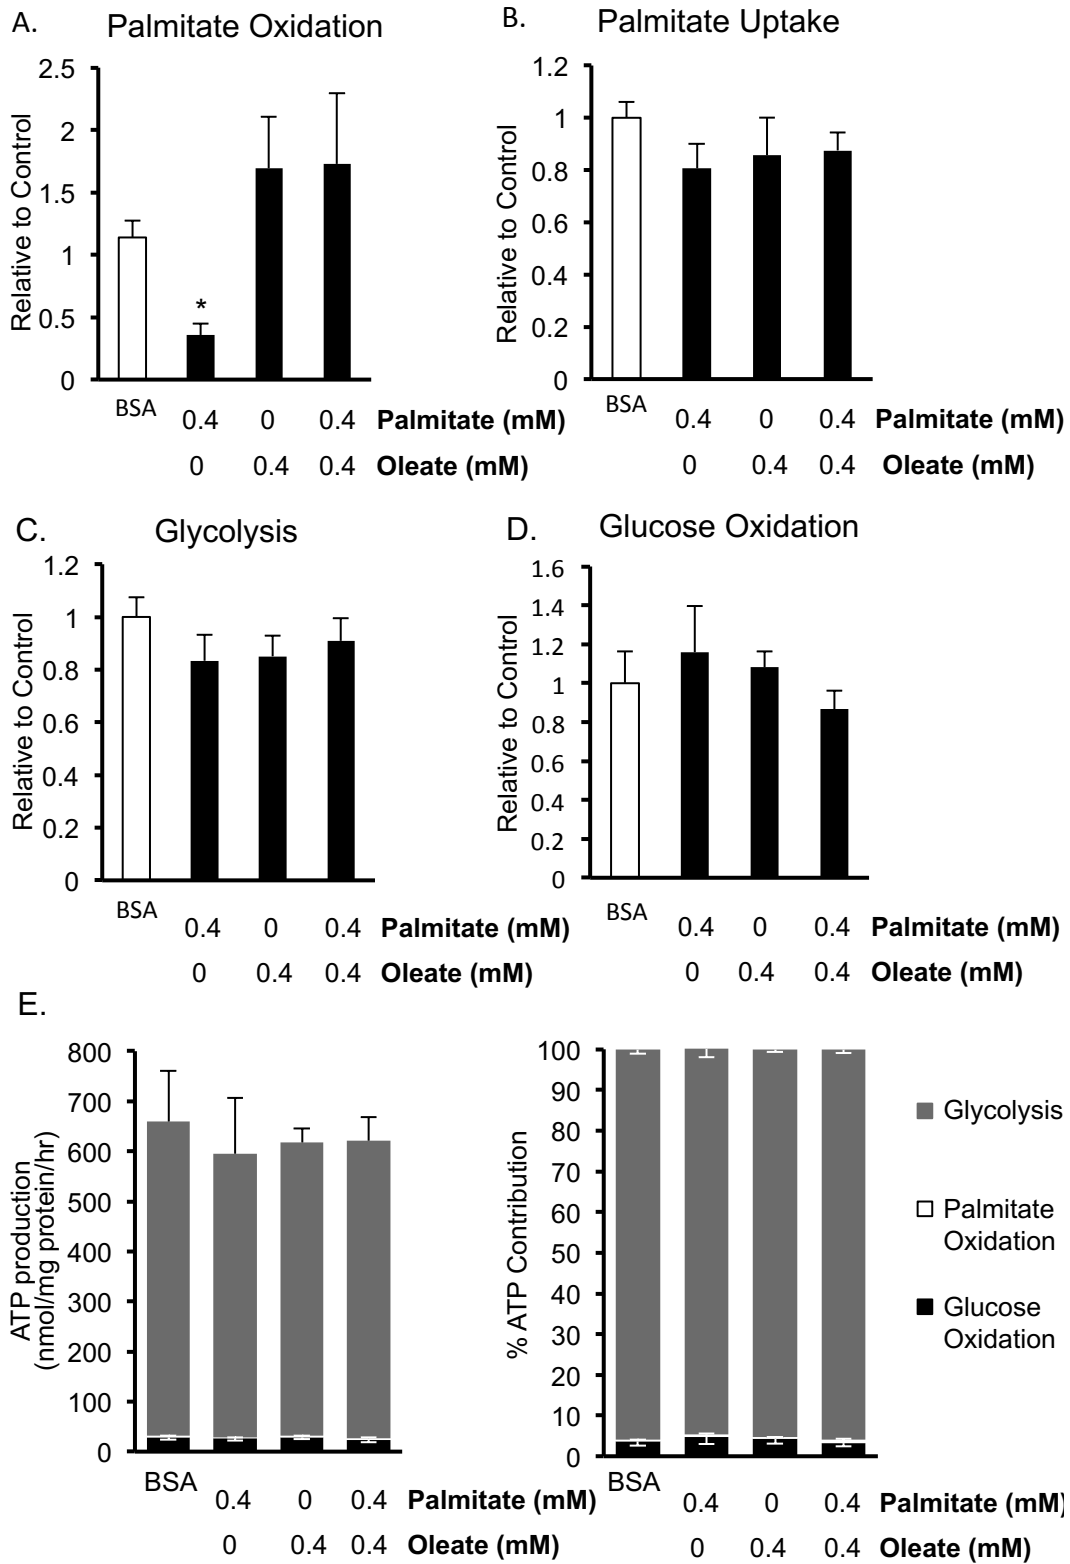 A. Palmitate Oxidation
Relative to Control
2.5
2
1.5
1
0.5
0
*
BSA
0.4 0 0.4 Palmitate (mM)
0 0.4 0.4 Oleate (mM)
B. Palmitate Uptake
Relative to Control
1.2
1
0.8
0.6
0.4
0.2
0
BSA
0.4 0 0.4 Palmitate (mM)
0 0.4 0.4 Oleate (mM)
C. Glycolysis
Relative to Control
1.2
1
0.8
0.6
0.4
0.2
0
BSA
0.4 0 0.4 Palmitate (mM)
0 0.4 0.4 Oleate (mM)
D. Glucose Oxidation
Relative to Control
1.6
1.4
1.2
1
0.8
0.6
0.4
0.2
0
BSA
0.4 0 0.4 Palmitate (mM)
0 0.4 0.4 Oleate (mM)
E.
ATP production
(nmol/mg protein/hr)
800
700
600
500
400
300
200
100
0
BSA
0.4 0 0.4 Palmitate (mM)
0 0.4 0.4 Oleate (mM)
% ATP Contribution
100
90
80
70
60
50
40
30
20
10
0
BSA
0.4 0 0.4 Palmitate (mM)
0 0.4 0.4 Oleate (mM)
Glycolysis
Palmitate
Oxidation
Glucose
Oxidation